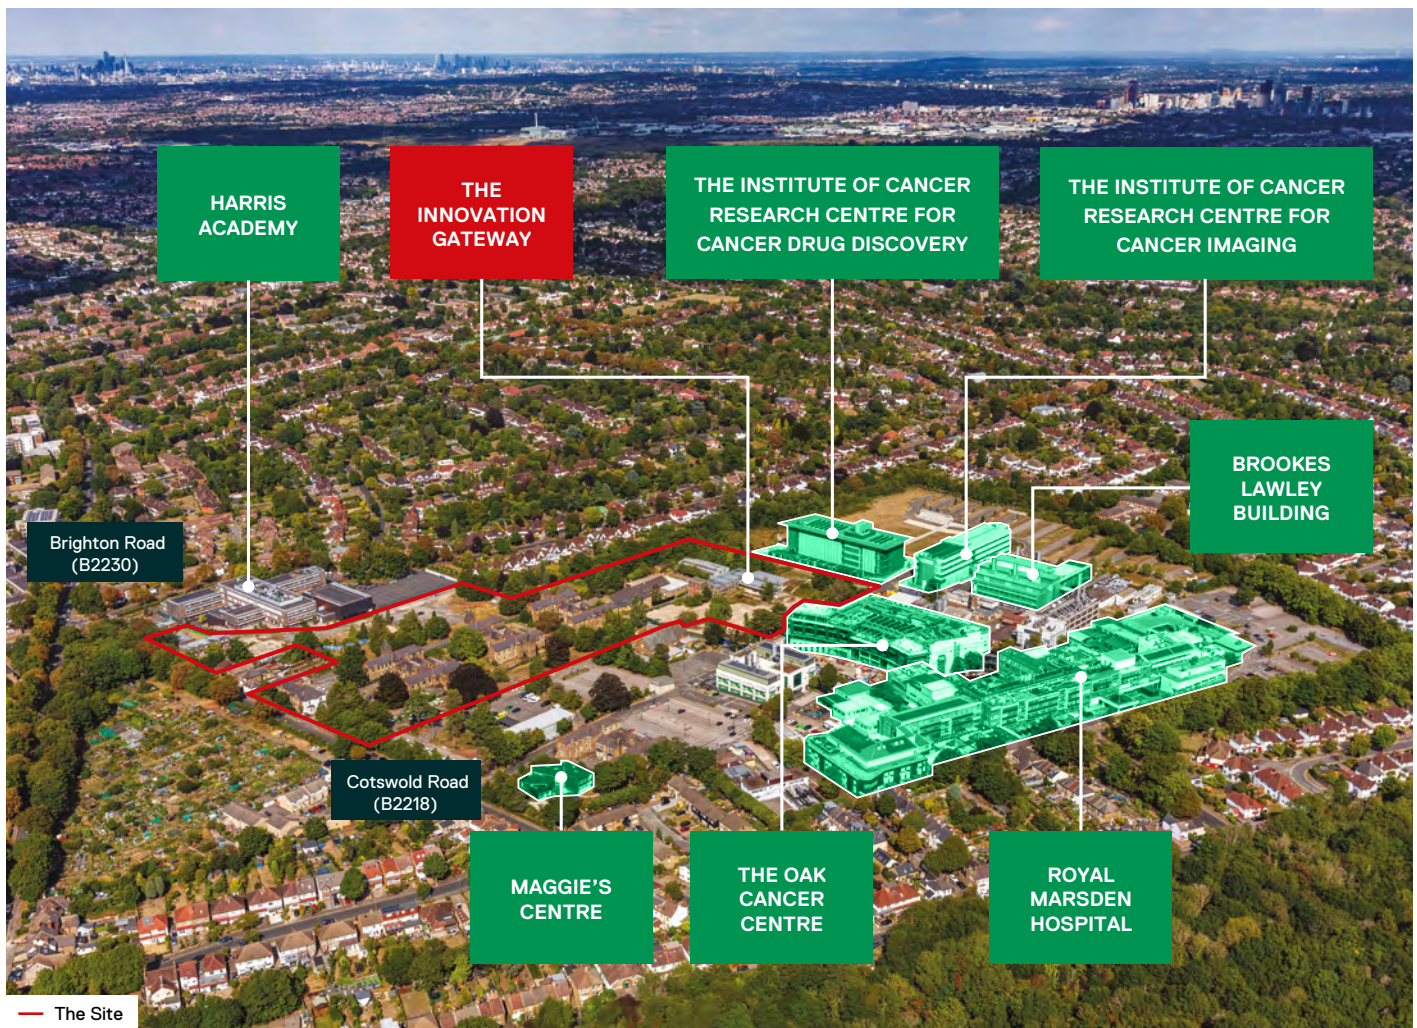 HARRIS
ACADEMY
THE
INNOVATION
GATEWAY
THE INSTITUTE OF CANCER
RESEARCH CENTRE FOR
CANCER DRUG DISCOVERY
THE INSTITUTE OF CANCER
RESEARCH CENTRE FOR
CANCER IMAGING
BROOKES
LAWLEY
BUILDING
Brighton Road
(B2230)
Cotswold Road
(B2218)
MAGGIE’S
CENTRE
THE OAK
CANCER
CENTRE
ROYAL
MARSDEN
HOSPITAL
The Site